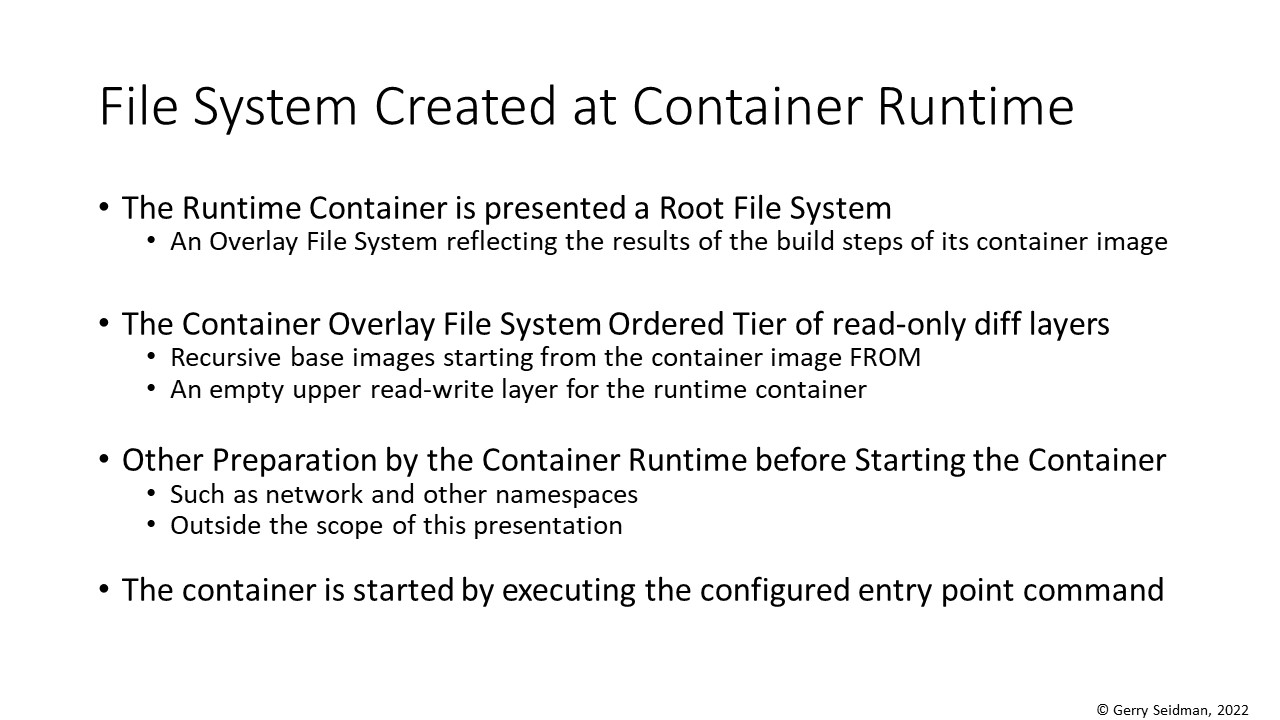 File System Created at Container Runtime
• The Runtime Container is presented a Root File System
• An Overlay File System reflecting the results of the build steps of its container image
• The Container Overlay File System Ordered Tier of read-only diff layers
• Recursive base images starting from the container image FROM
• An empty upper read-write layer for the runtime container
• Other Preparation by the Container Runtime before Starting the Container
• Such as network and other namespaces
• Outside the scope of this presentation
• The container is started by executing the configured entry point command
© Gerry Seidman, 2022